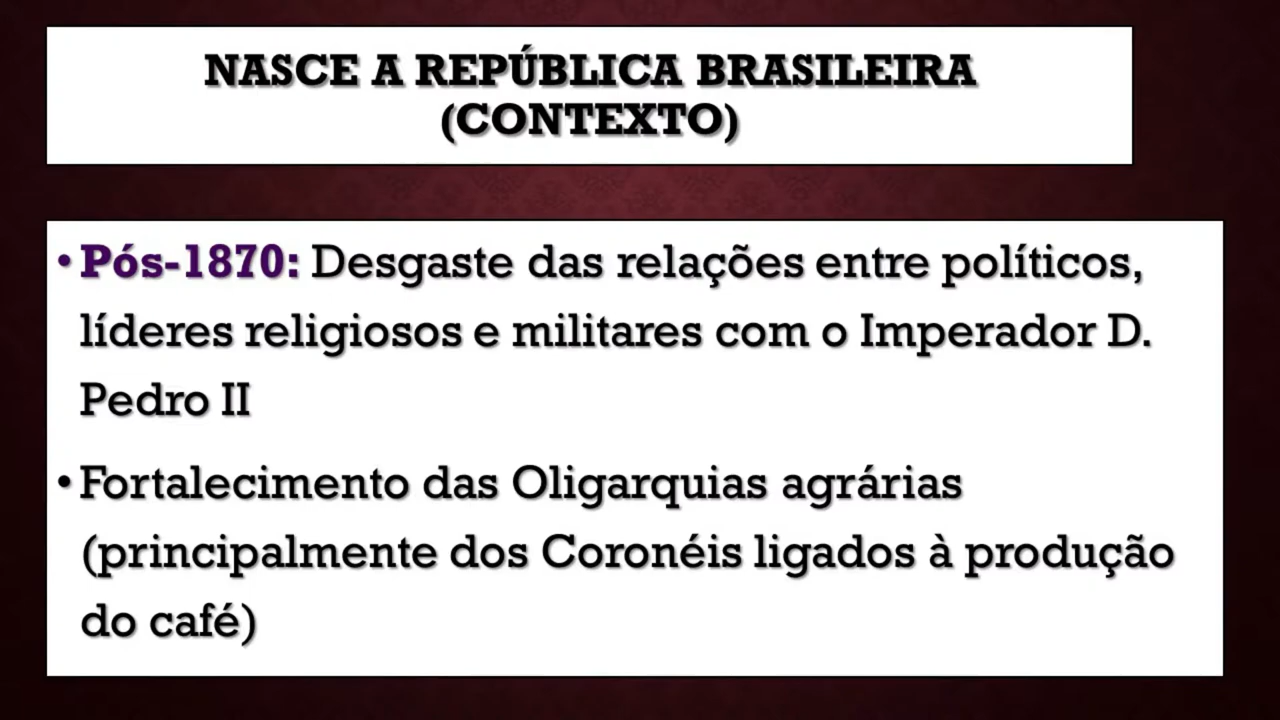 NASCE A REPÚBLICA BRASILEIRA
(CONTEXTO)
•Pós-1870: Desgaste das relações entre políticos,
líderes religiosos e militares com o Imperador D.
Pedro II
•Fortalecimento das Oligarquias agrárias
(principalmente dos Coronéis ligados à produção
do café)